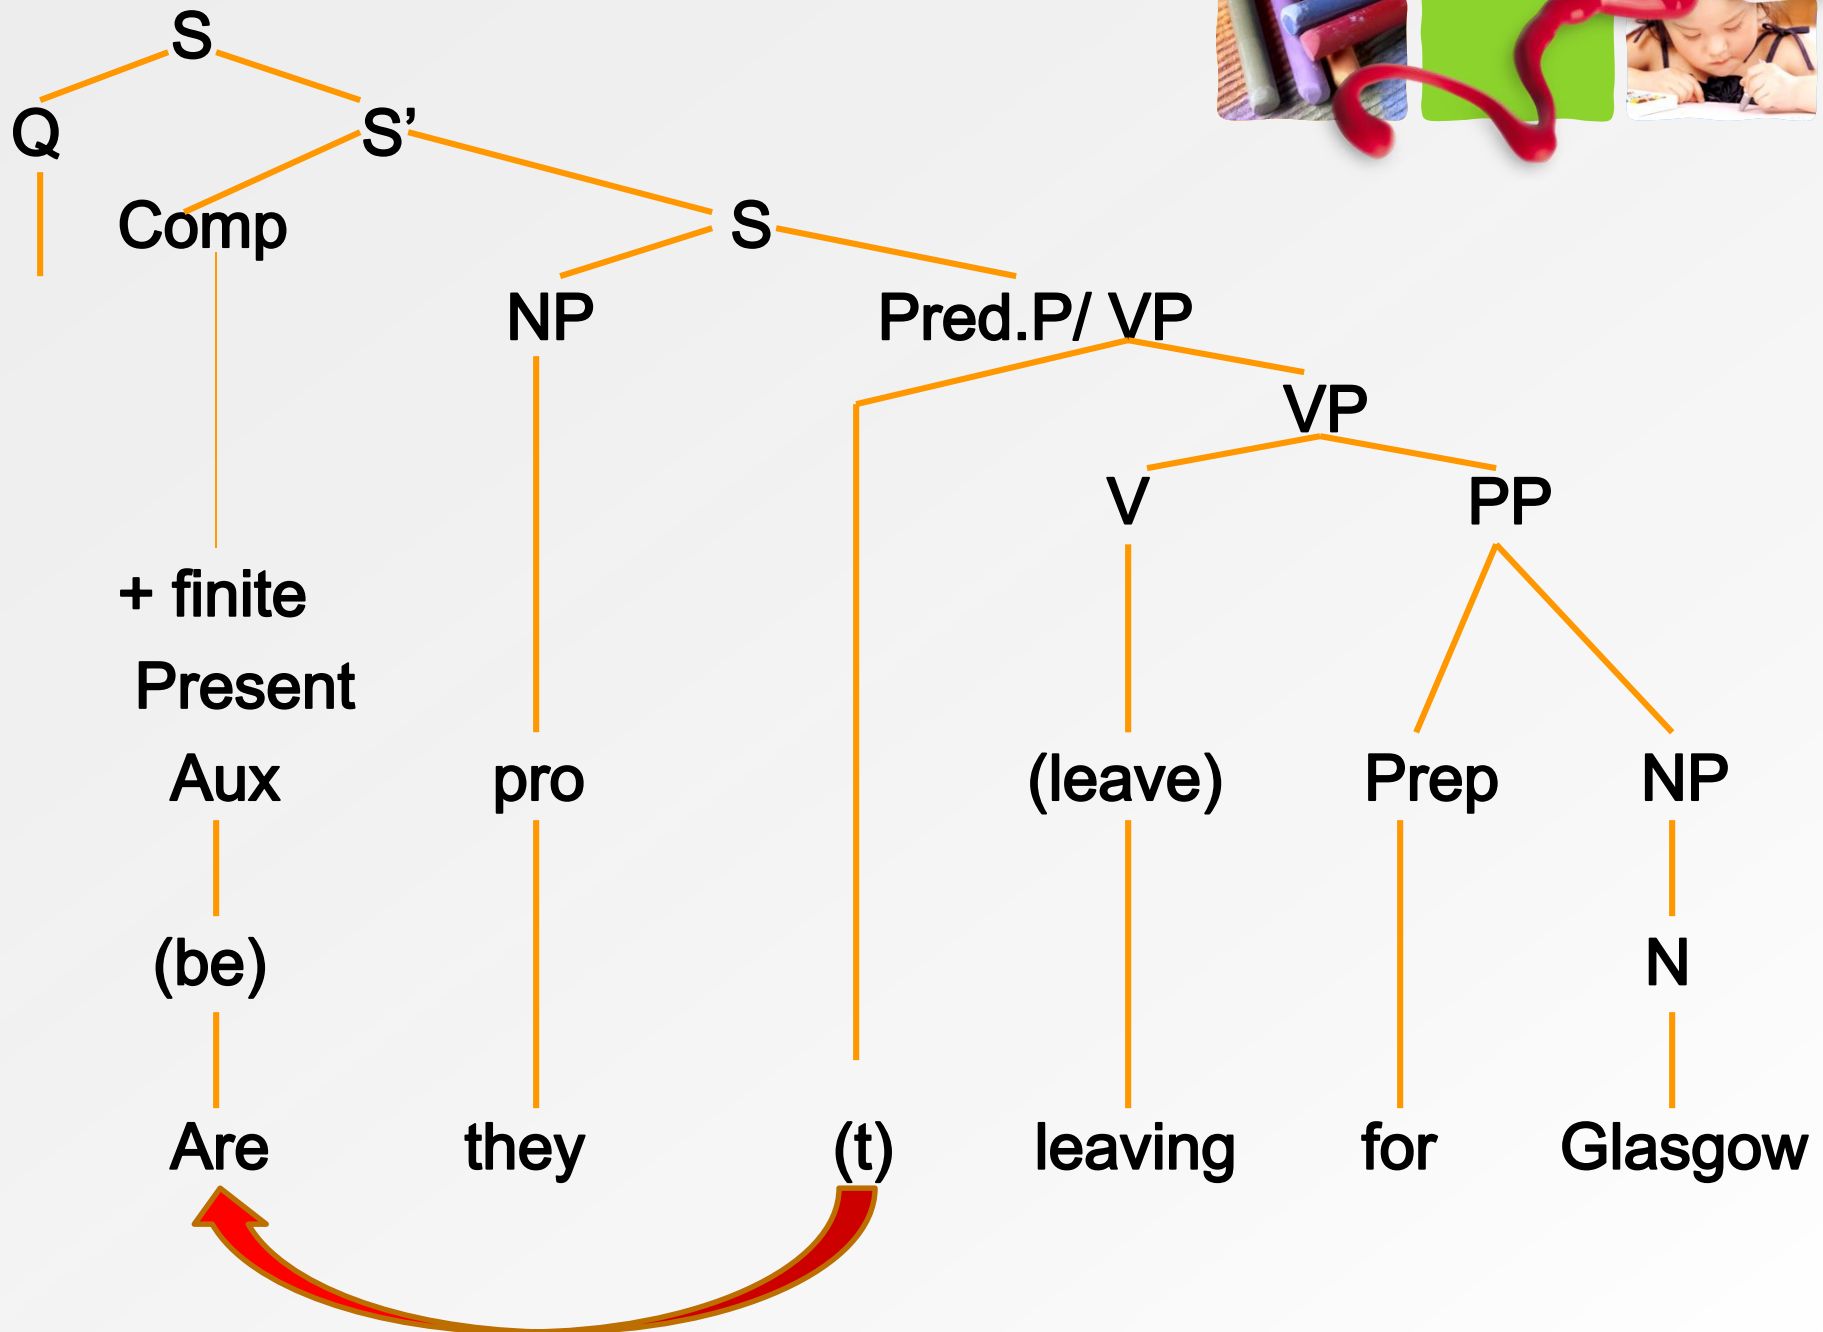 S
Q S’
Comp S
NP Pred.P/ VP
VP
V PP
+ finite
Present
Aux pro (leave) Prep NP
(be) N
Are they (t) leaving for Glasgow